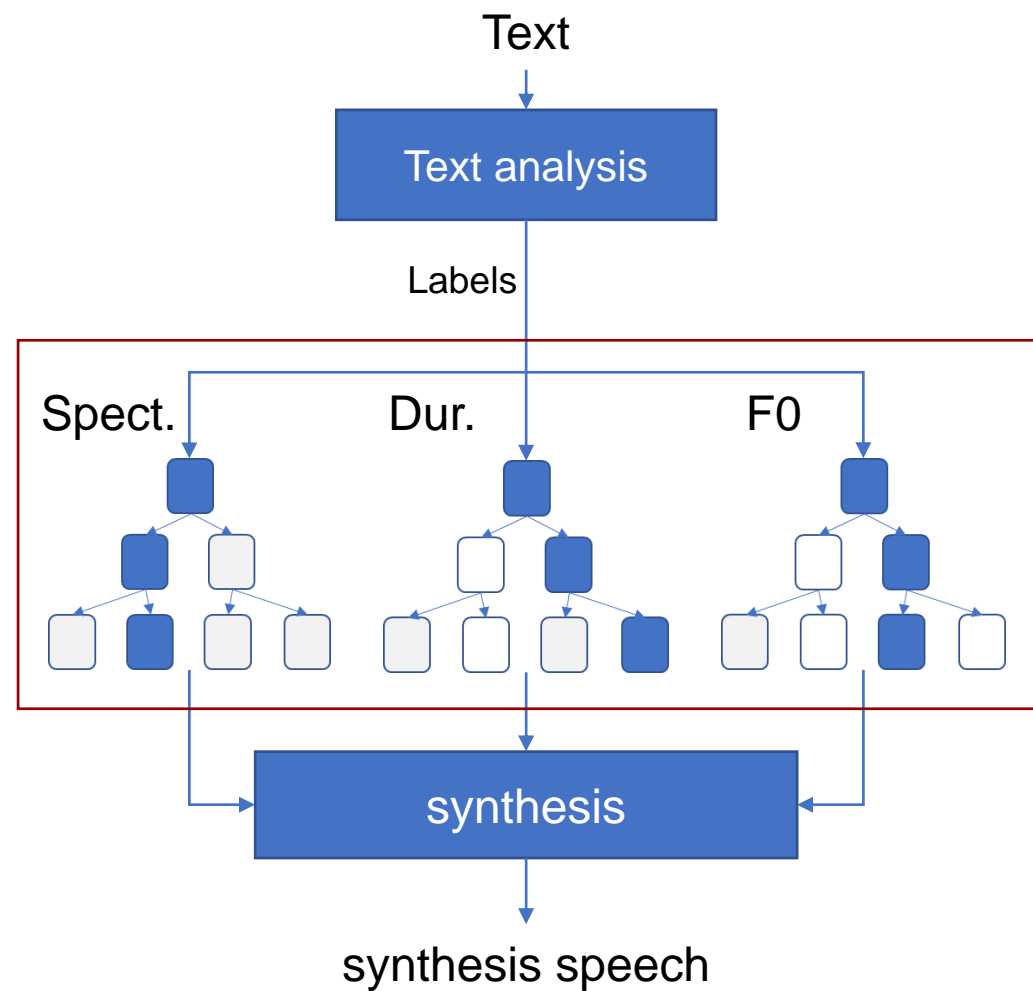 Text
Text analysis
Labels
Spect.
Dur.
F0
synthesis
synthesis speech